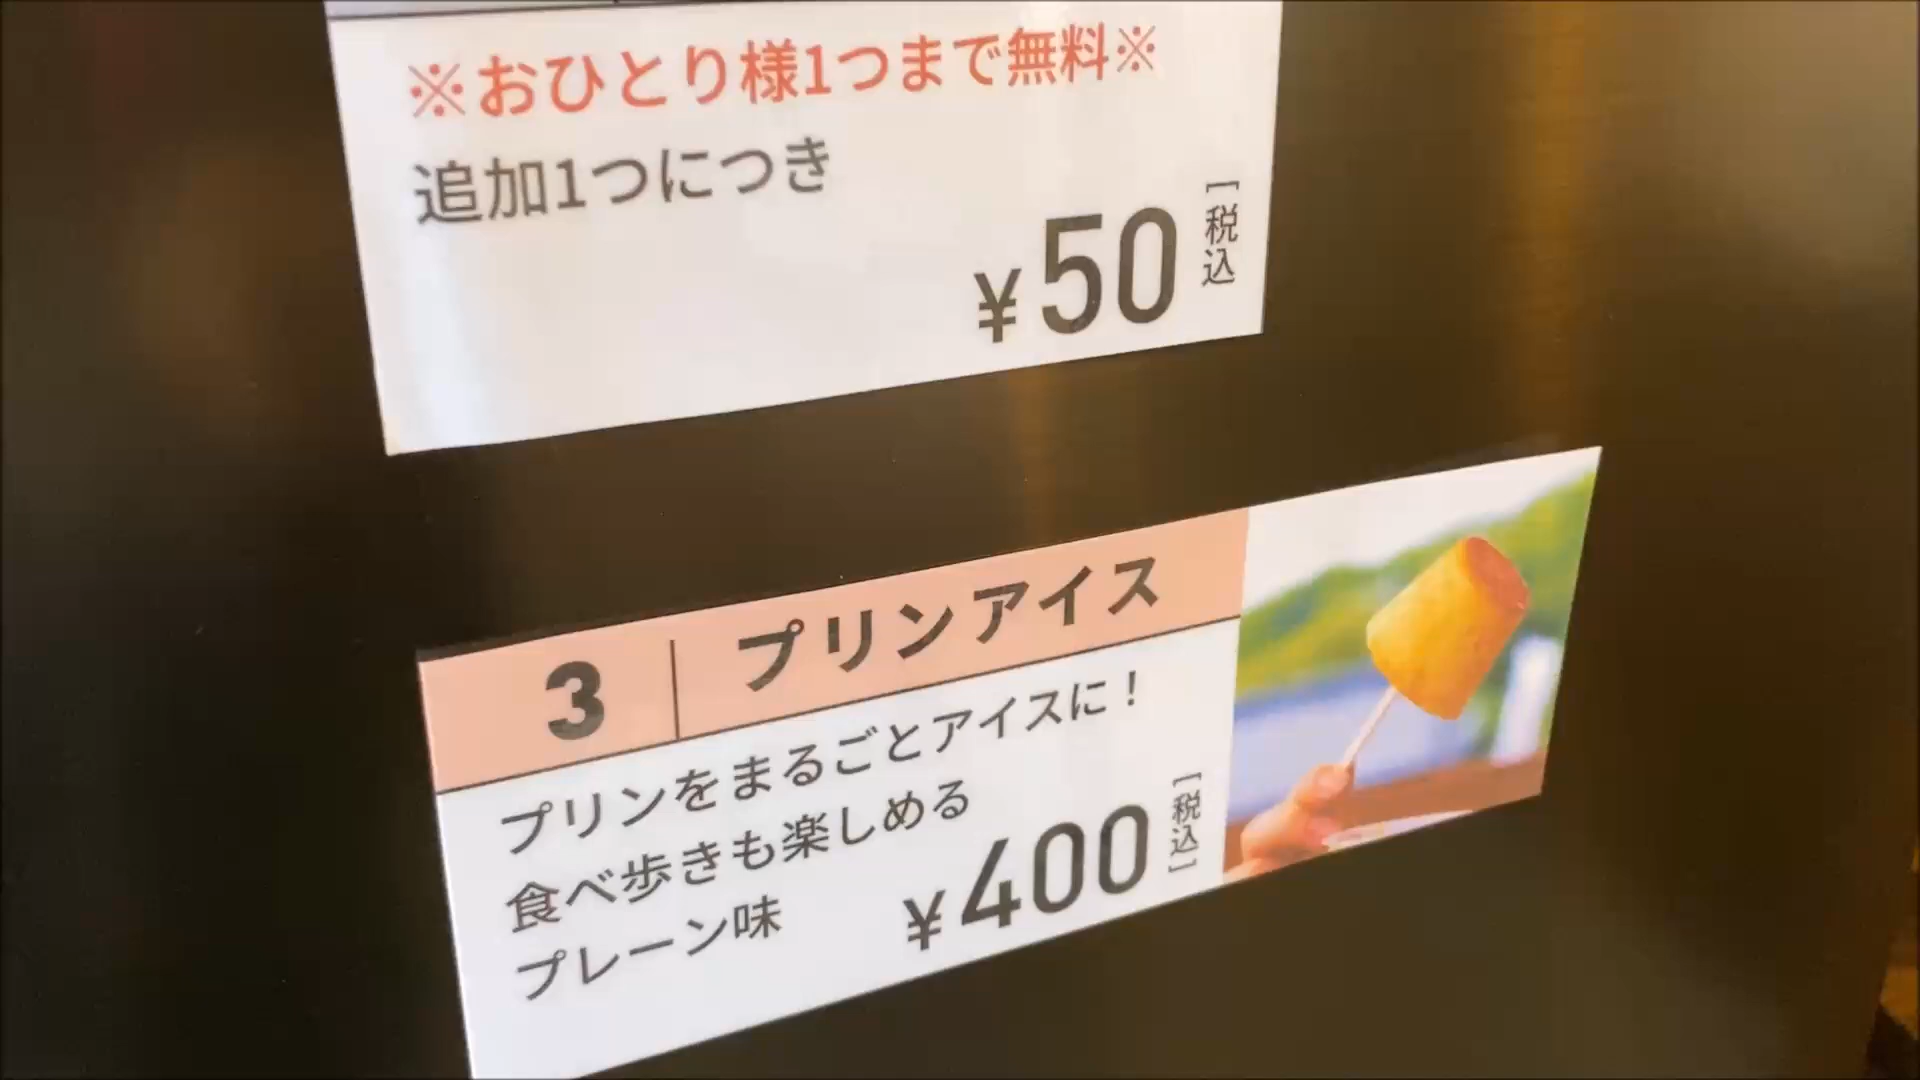 ※おひとり様1つまで無料※
追加1つにつき
¥50
[税込
3 プリンアイス
プリンをまるごとアイスに！
食べ歩きも楽しめる
プレーン味
¥400
[税込]